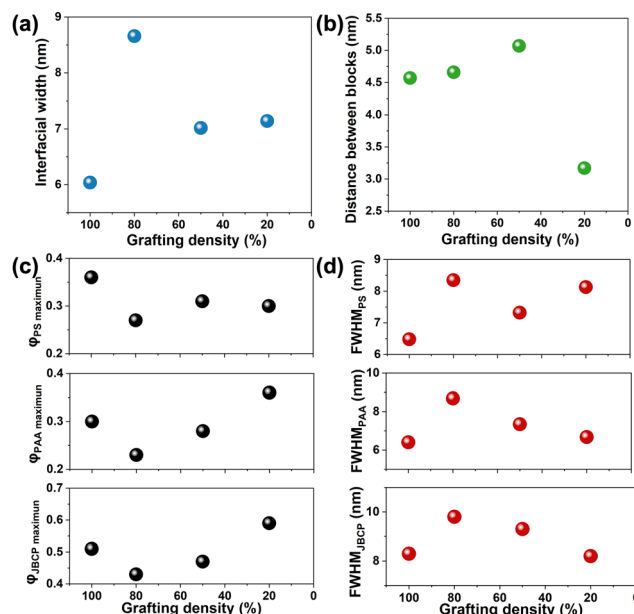 (a)
Interfacial width (nm)
9
8
7
6
100 80 60 40 20 0
Grafting density (%)
(b)
Distance between blocks (nm)
5.5
5.0
4.5
4.0
3.5
3.0
2.5
100 80 60 40 20 0
Grafting density (%)
(c)
φPS maximun
0.4
0.3
0.2
φPAA maximun
0.4
0.3
0.2
φJBCP maximun
0.7
0.6
0.5
0.4
100 80 60 40 20 0
Grafting density (%)
(d)
FWHMPS (nm)
9
8
7
6
FWHMPAA (nm)
10
8
6
FWHMJBCP (nm)
10
8
100 80 60 40 20 0
Grafting density (%)